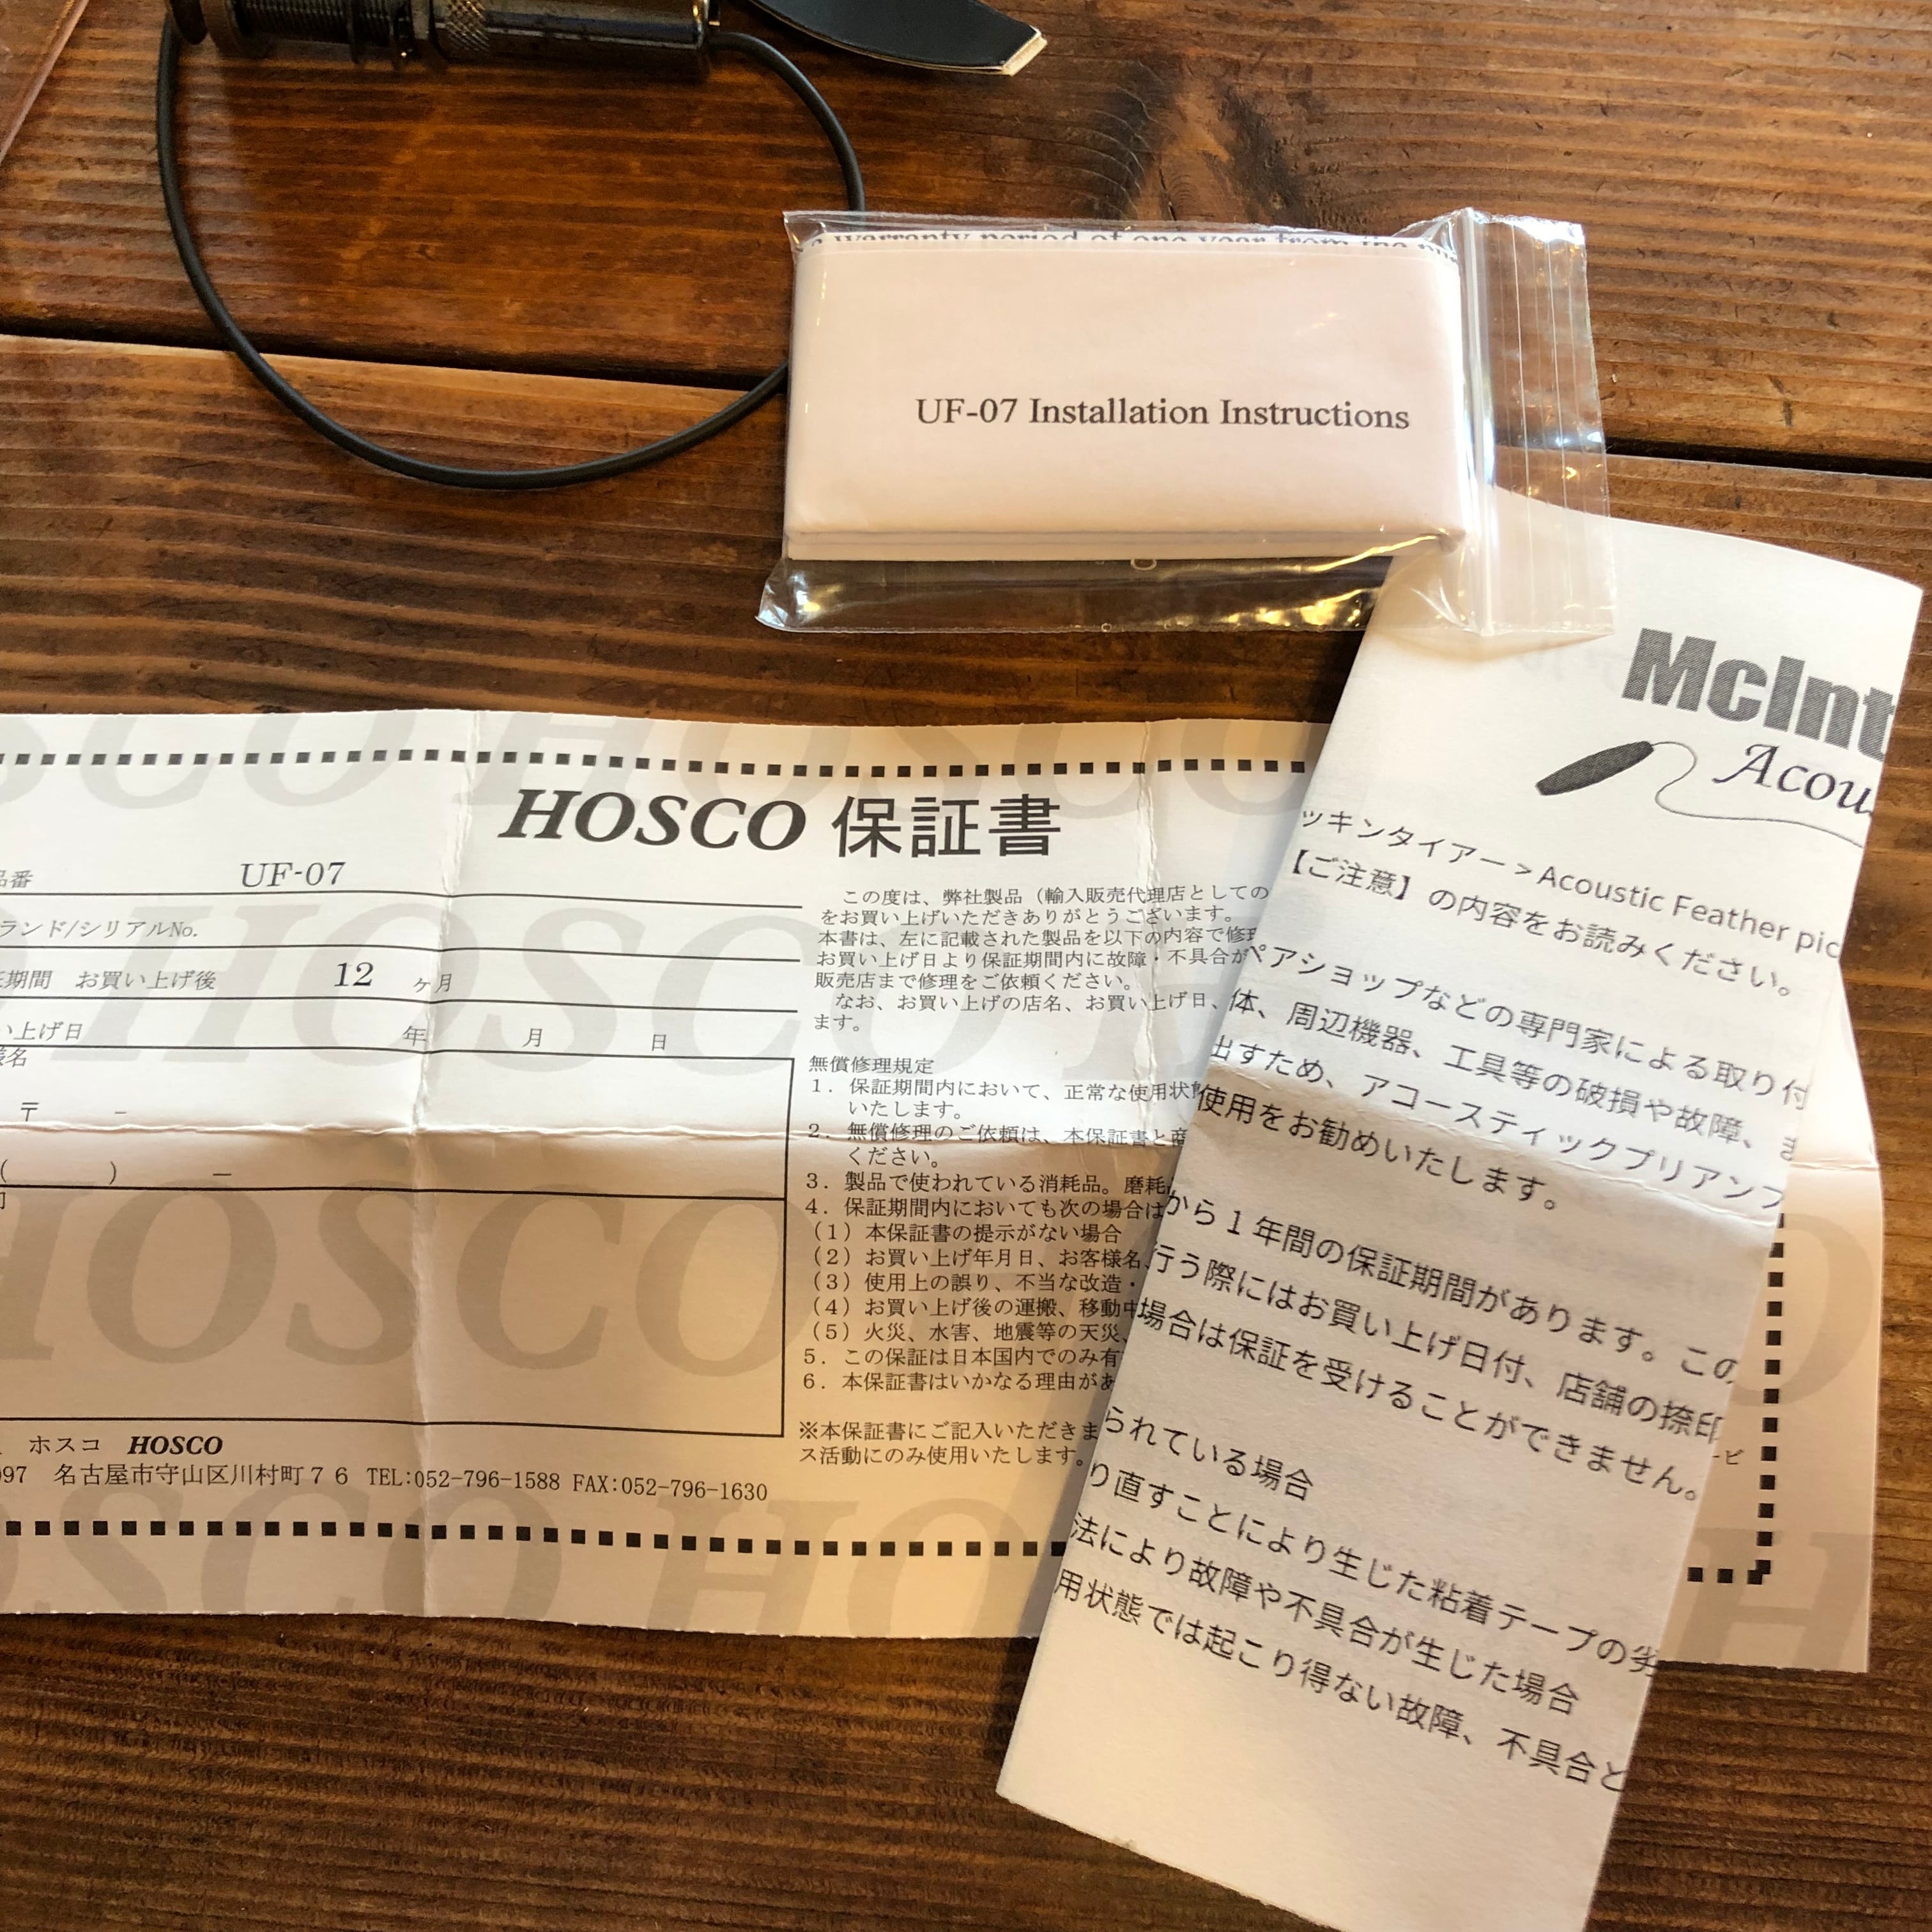 warranty period of one year from the
UF-07 Installation Instructions
HOSCO 保証書
品番 UF-07
ランド/シリアルNo.
期間 お買い上げ後 12 ヶ月
い上げ日 年 月 日
様名
〒 -
( ) -
ホスコ HOSCO
097 名古屋市守山区川村町76 TEL:052-796-1588 FAX:052-796-1630
この度は、弊社製品（輸入販売代理店としての
をお買い上げいただきありがとうございます。
本書は、左に記載された製品を以下の内容で修理
お買い上げ日より保証期間内に故障・不具合が
販売店まで修理をご依頼ください。
なお、お買い上げの店名、お買い上げ日、
ます。
無償修理規定
1．保証期間内において、正常な使用状
いたします。
2．無償修理のご依頼は、本保証書と商
ください。
3．製品で使われている消耗品。磨耗
4．保証期間内においても次の場合は
（1）本保証書の提示がない場合
（2）お買い上げ年月日、お客様名、
（3）使用上の誤り、不当な改造・
（4）お買い上げ後の運搬、移動中
（5）火災、水害、地震等の天災、
5．この保証は日本国内でのみ有
6．本保証書はいかなる理由があ
※本保証書にご記入いただきま
ス活動にのみ使用いたします。
ービ
McInt
Acou
ッキンタイアー＞Acoustic Feather pic
【ご注意】の内容をお読みください。
ペアショップなどの専門家による取り付
体、周辺機器、工具等の破損や故障、ま
出すため、アコースティックプリアンプ
使用をお勧めいたします。
から1年間の保証期間があります。この
行う際にはお買い上げ日付、店舗の捺印
場合は保証を受けることができません。
られている場合
り直すことにより生じた粘着テープの劣
法により故障や不具合が生じた場合
用状態では起こり得ない故障、不具合と